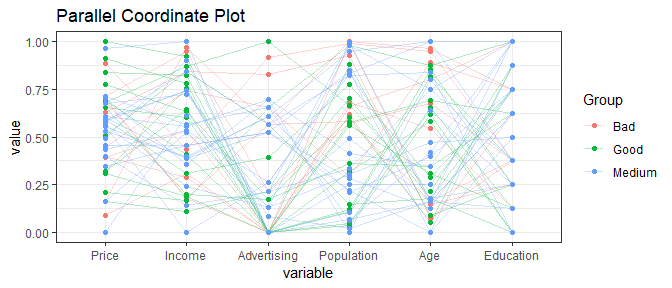 Parallel Coordinate Plot
1.00
0.75
0.50
0.25
0.00
value
Price Income Advertising Population Age Education
variable
Group
Bad
Good
Medium